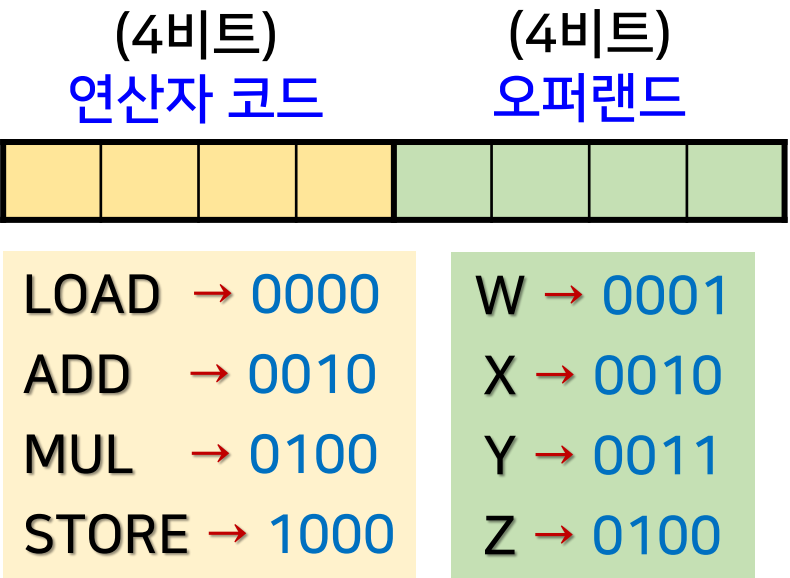 (4비트) (4비트)
연산자 코드 오퍼랜드
LOAD → 0000
ADD → 0010
MUL → 0100
STORE → 1000
W → 0001
X → 0010
Y → 0011
Z → 0100